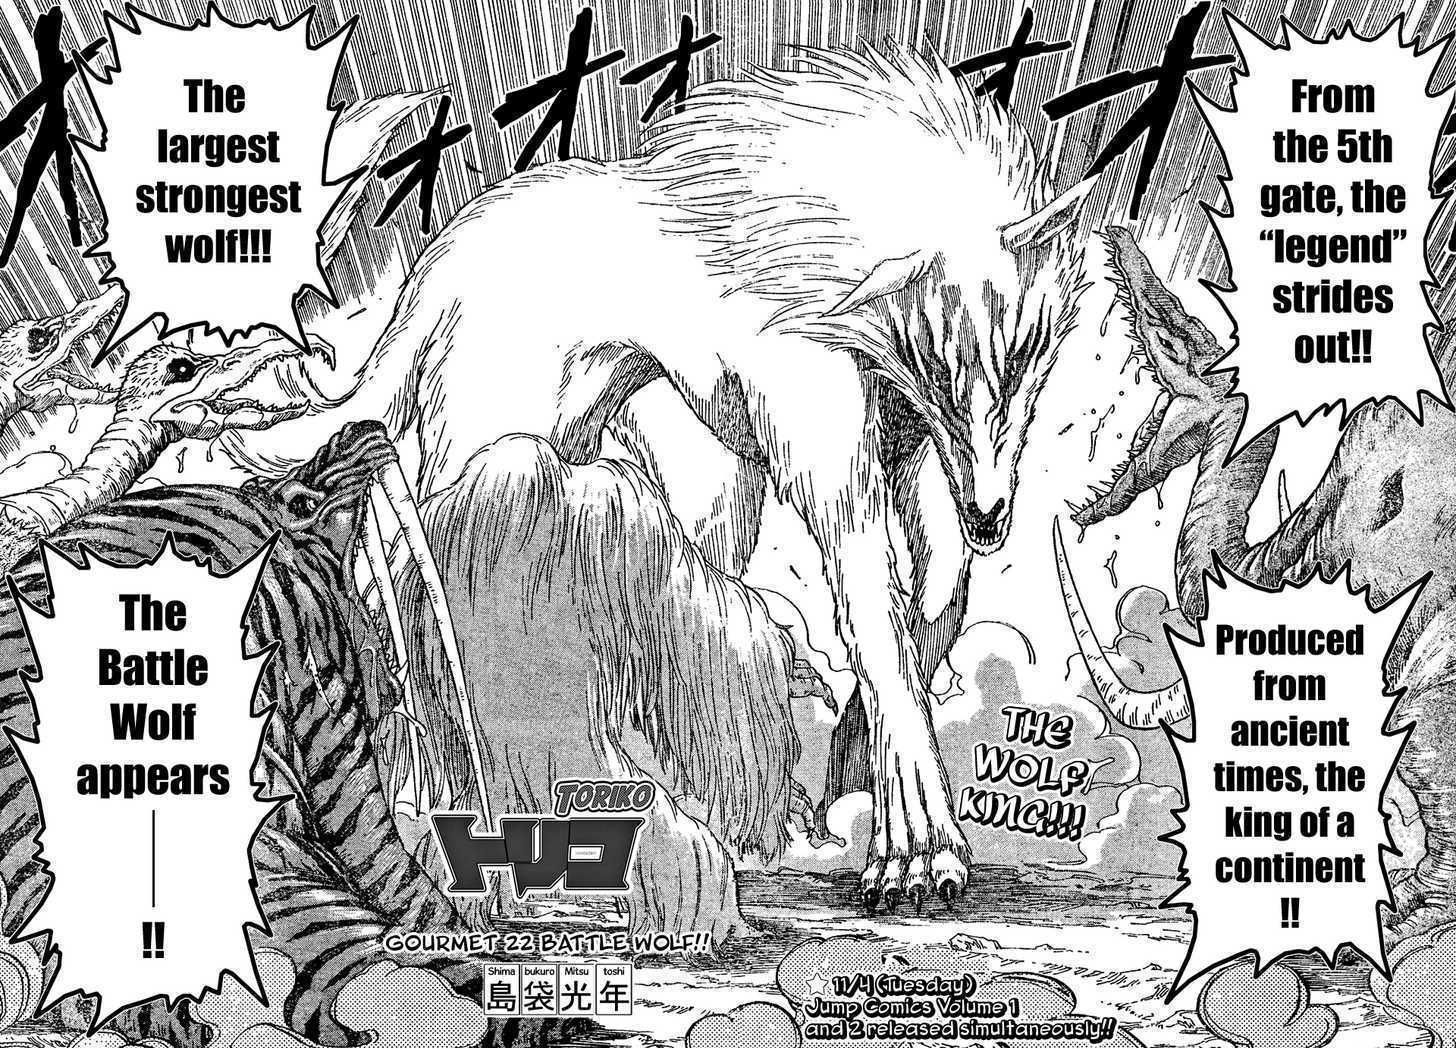 From
the 5th
gate, the
“legend”
strides
out!!
Produced
from
ancient
times, the
king of a
continent
!!
The
largest
strongest
wolf!!!
The
Battle
Wolf
appears
—
!!
オオオオオオオ
THE
WOLF
KING!!!!
TORIKO
トリコ
GOURMET 22 BATTLE WOLF!!
Shima bukuro Mitsu toshi
島袋光年
☆ 11/4 (Tuesday)
Jump Comics Volume 1
and 2 released simultaneously!!